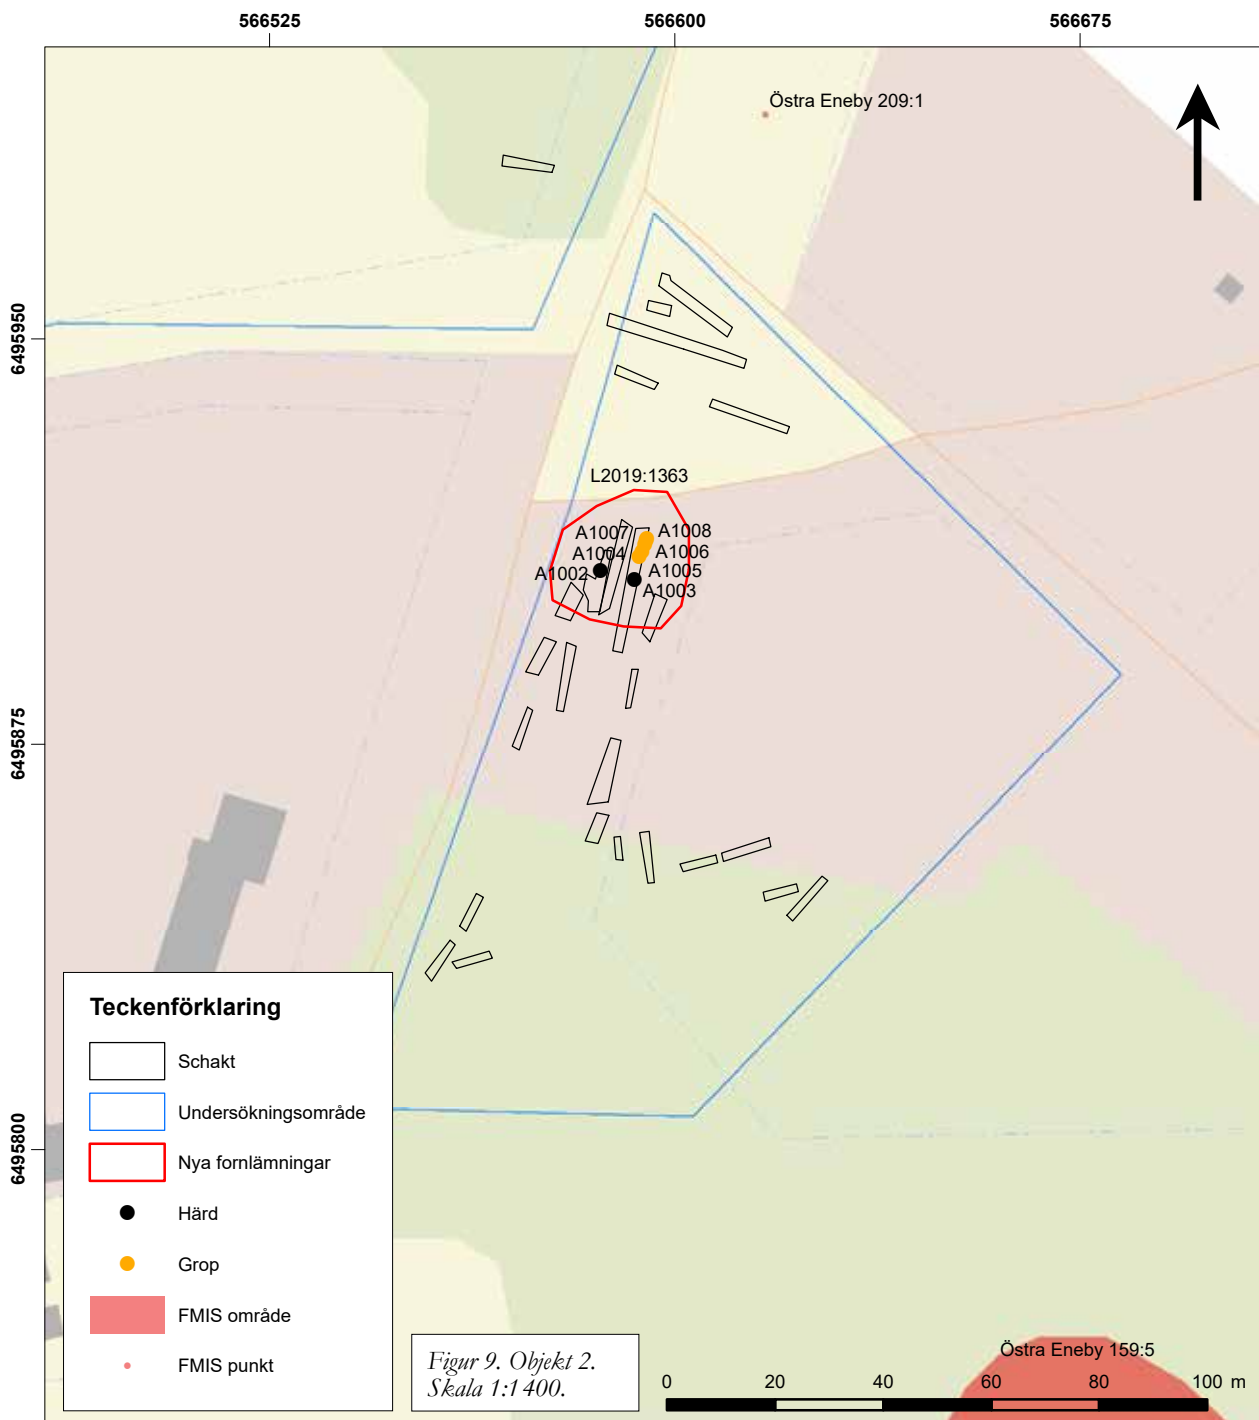 566525
566600
566675
Östra Eneby 209:1
6495950
L2019:1363
A1007
A1008
A1004
A1006
A1002
A1005
A1003
6495875
6495800
Teckenförklaring
Schakt
Undersökningsområde
Nya fornlämningar
Härd
Grop
FMIS område
FMIS punkt
Figur 9. Objekt 2.
Skala 1:1 400.
Östra Eneby 159:5
0 20 40 60 80 100 m